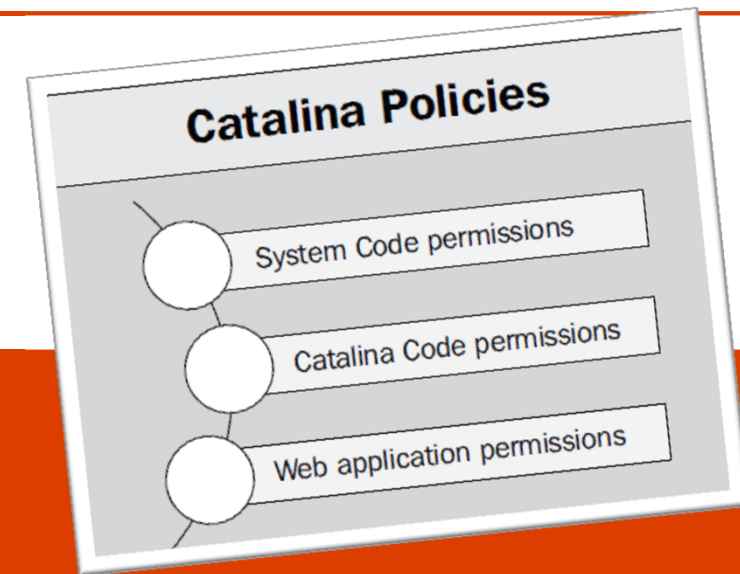 Catalina Policies
System Code permissions
Catalina Code permissions
Web application permissions